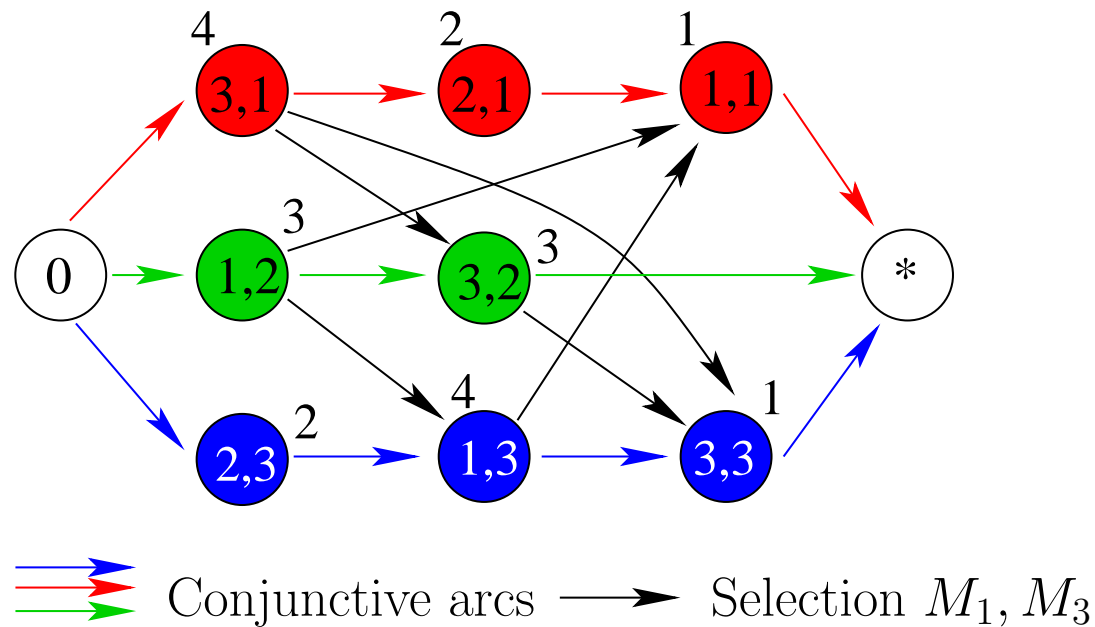 4 2 1
3,1 2,1 1,1
3 3
0 1,2 3,2 *
2 4 1
2,3 1,3 3,3
Conjunctive arcs Selection M₁, M₃